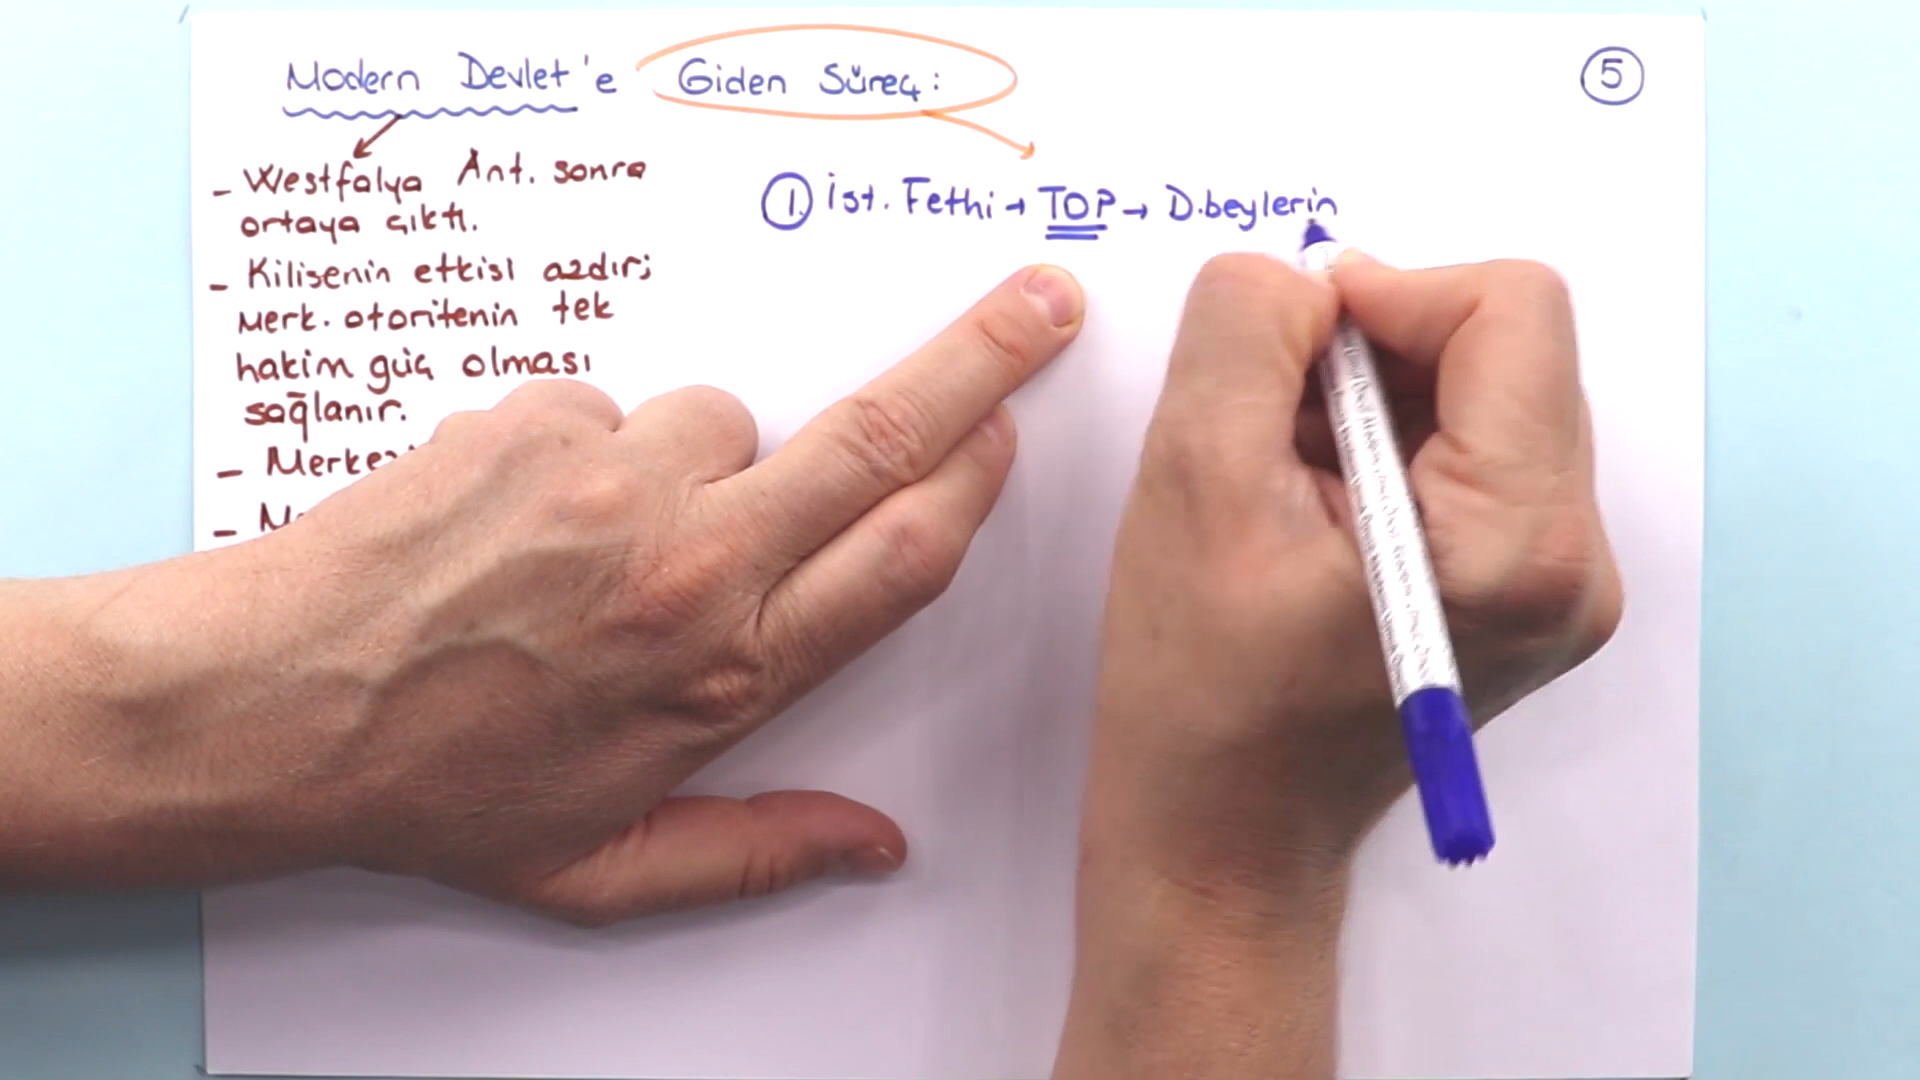 Modern Devlet'e Giden Süreç:
5
- Westfalya Ant. sonra
ortaya çıktı.
- Kilisenin etkisi azdır;
Merk. otoritenin tek
hakim güç olması
sağlanır.
-
-
1. İst. Fethi → TOP → D.beylerin